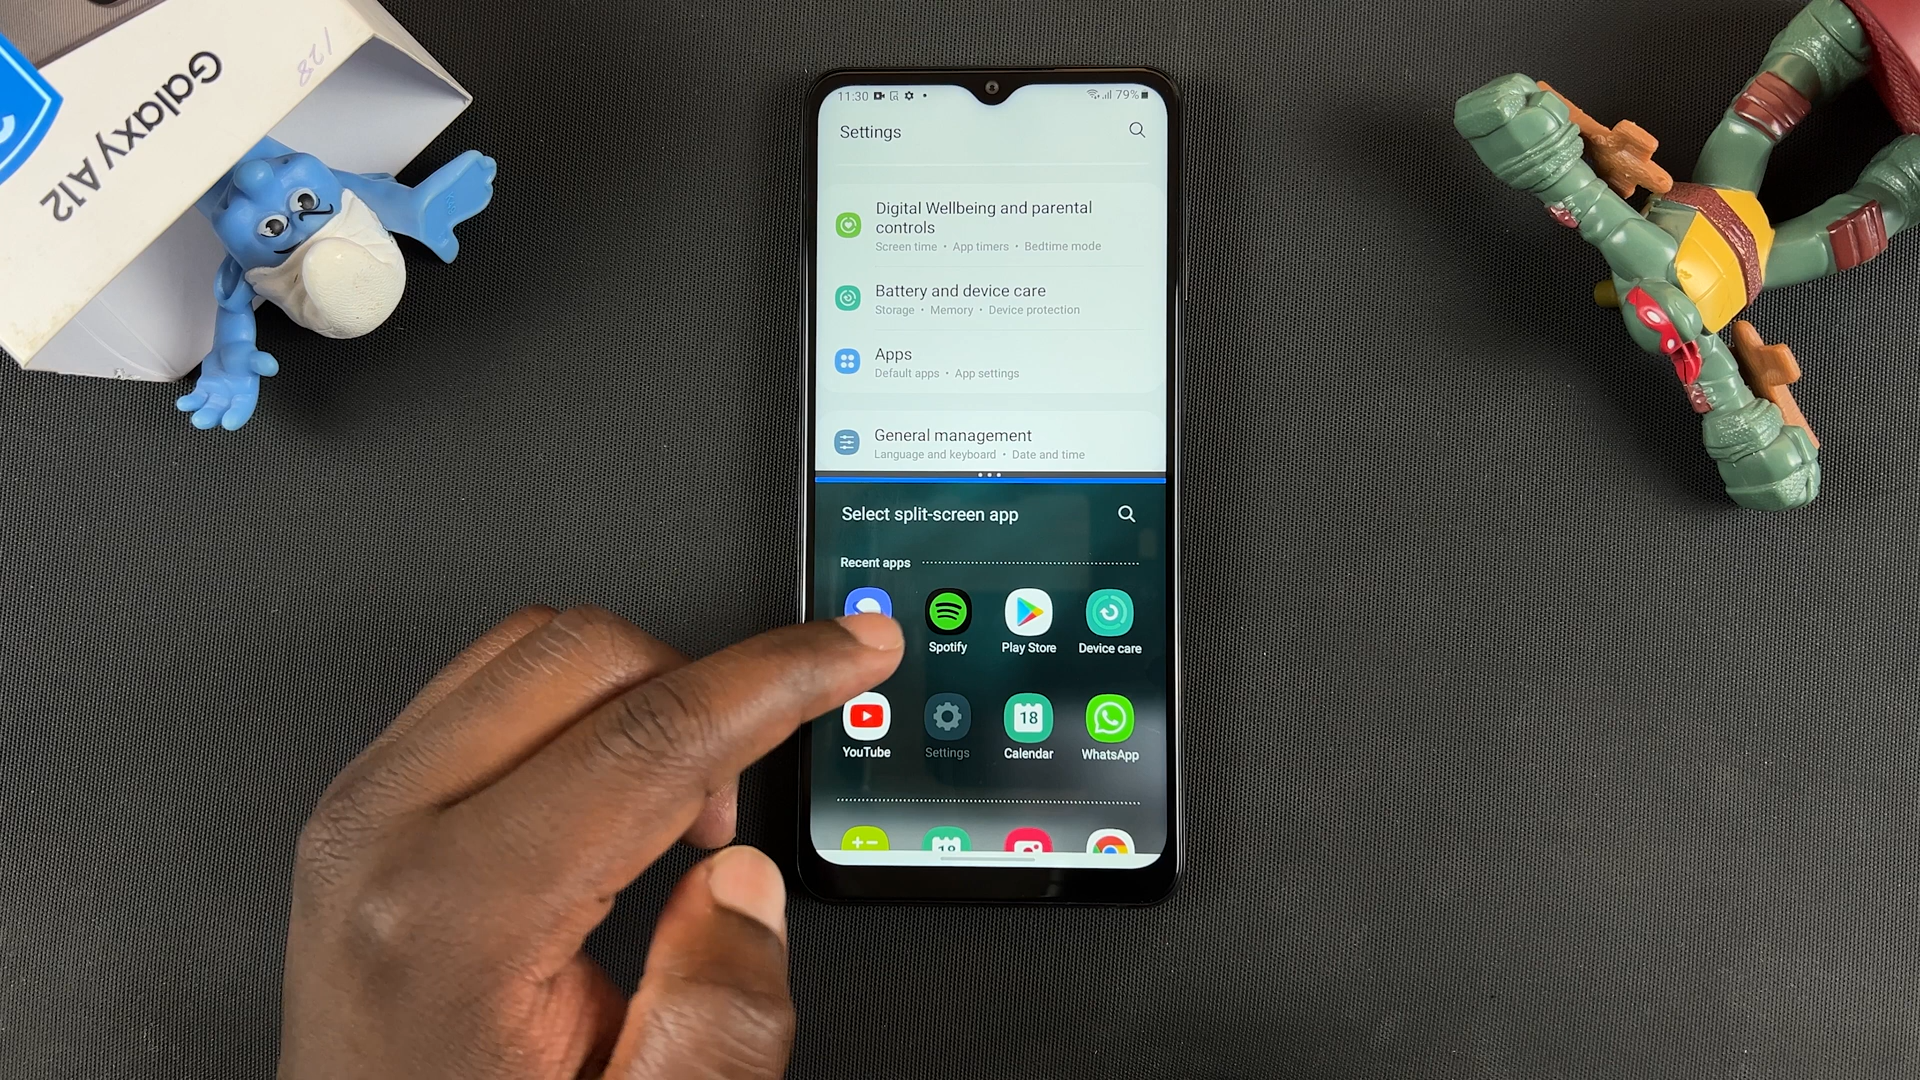 Galaxy A12
128
11:30
79%
Settings
Digital Wellbeing and parental
controls
Screen time • App timers • Bedtime mode
Battery and device care
Storage • Memory • Device protection
Apps
Default apps • App settings
General management
Language and keyboard • Date and time
Select split-screen app
Recent apps
Spotify
Play Store
Device care
18
YouTube
Settings
Calendar
WhatsApp
18